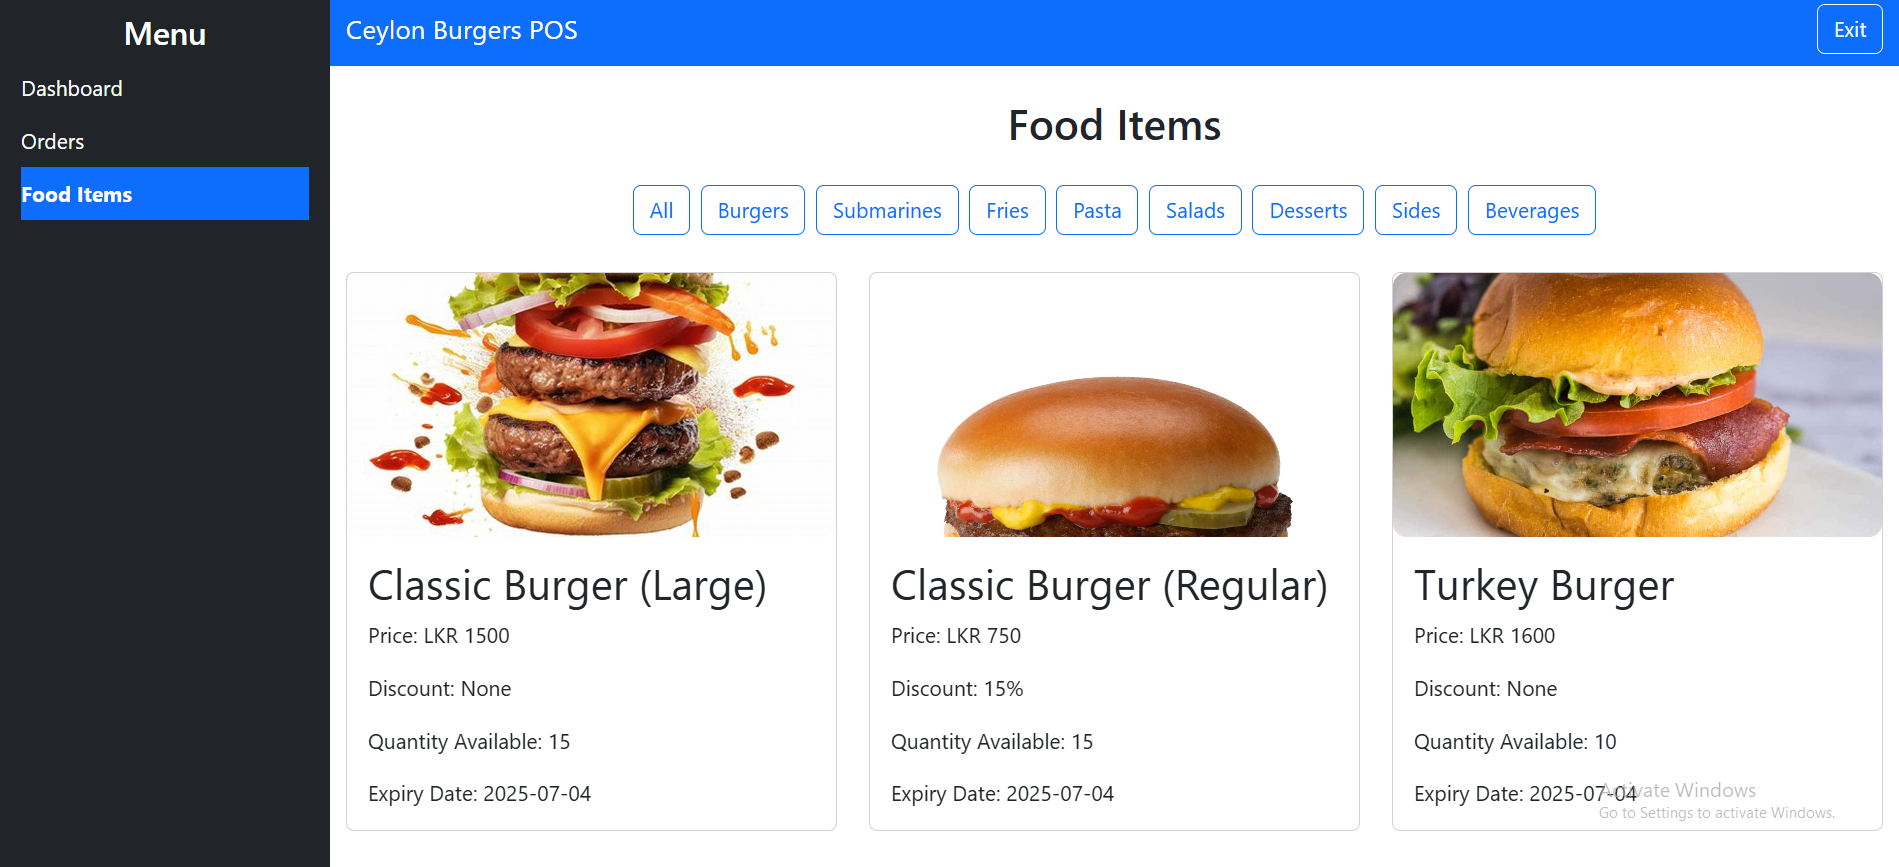 Menu
Dashboard
Orders
Food Items
Ceylon Burgers POS
Exit
Food Items
All
Burgers
Submarines
Fries
Pasta
Salads
Desserts
Sides
Beverages
Classic Burger (Large)
Price: LKR 1500
Discount: None
Quantity Available: 15
Expiry Date: 2025-07-04
Classic Burger (Regular)
Price: LKR 750
Discount: 15%
Quantity Available: 15
Expiry Date: 2025-07-04
Turkey Burger
Price: LKR 1600
Discount: None
Quantity Available: 10
Expiry Date: 2025-07-04
Activate Windows
Go to Settings to activate Windows.